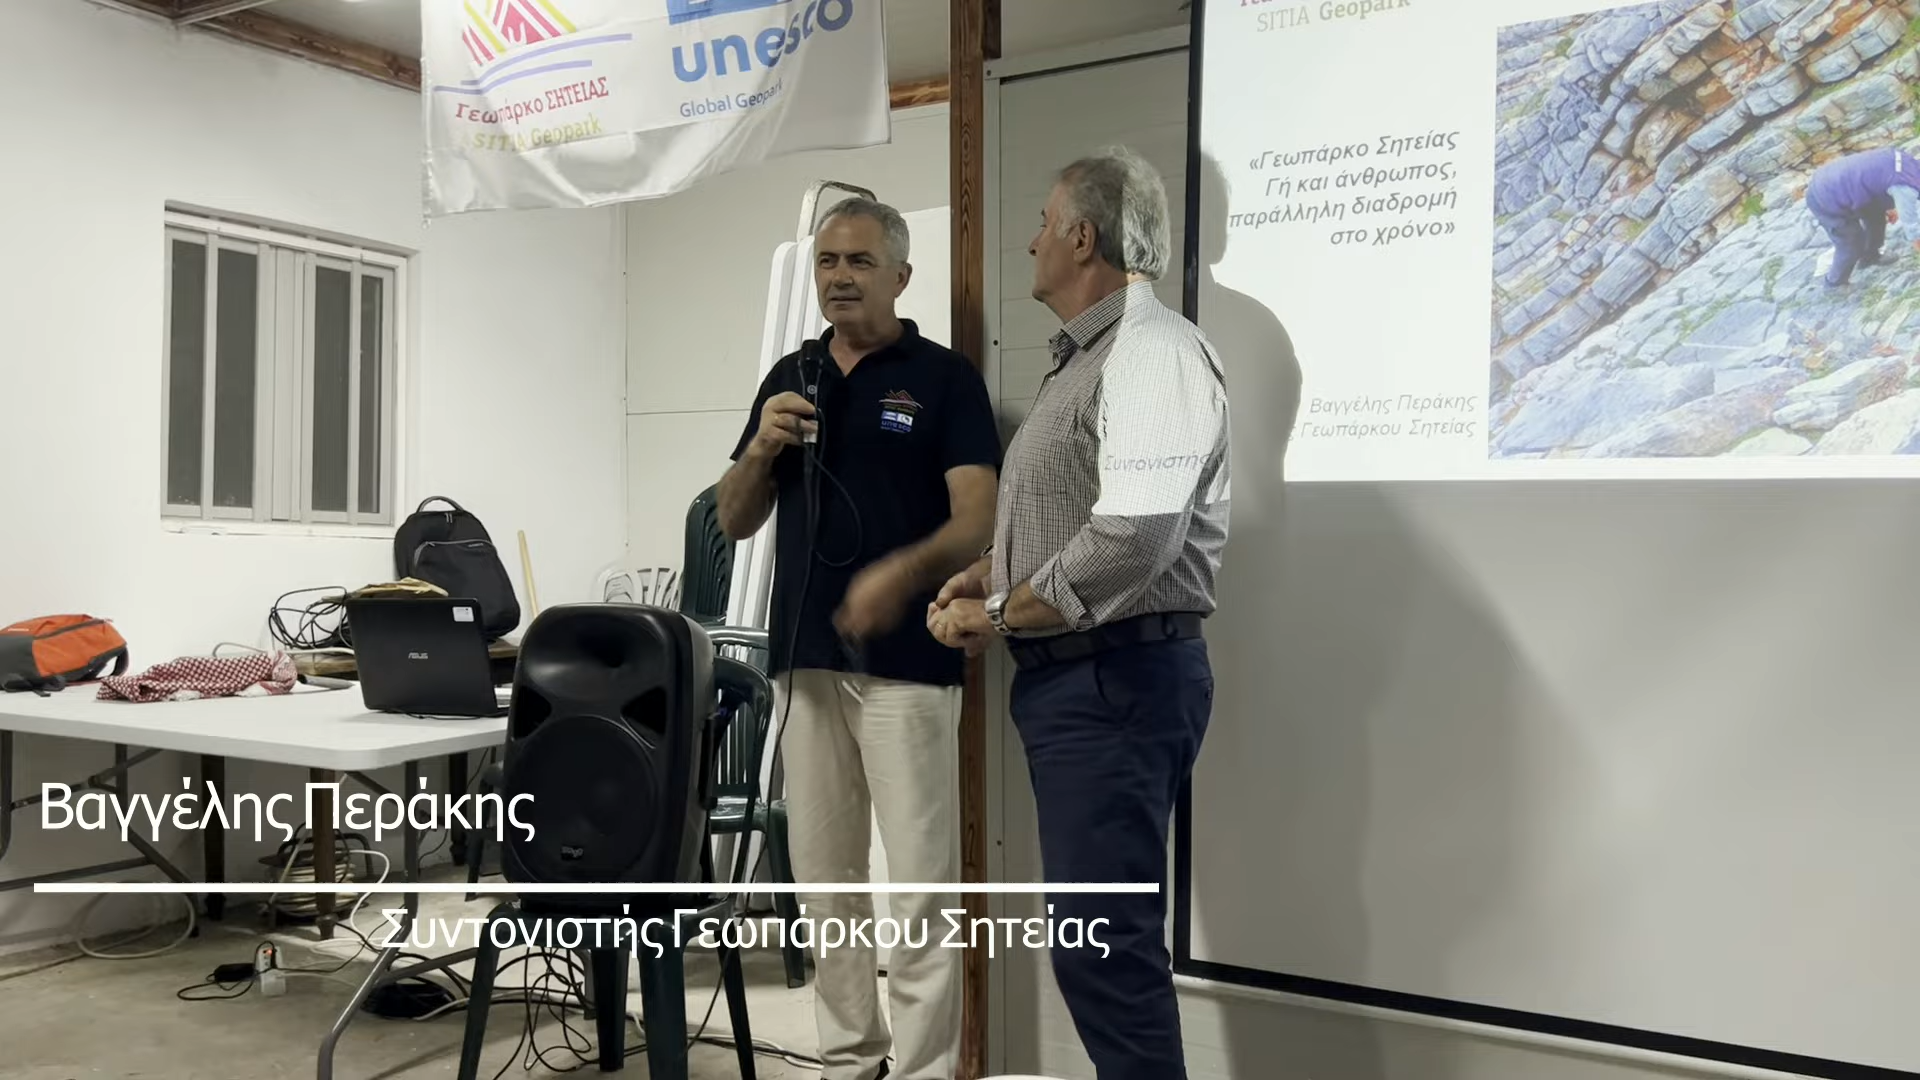 Γεωπάρκο ΣΗΤΕΙΑΣ
SITIA Geopark
unesco
Global Geopark
SITIA Geopark
«Γεωπάρκο Σητείας
Γή και άνθρωπος,
παράλληλη διαδρομή
στο χρόνο»
Βαγγέλης Περάκης
Συντονιστής Γεωπάρκου Σητείας
ASUS
unesco
Βαγγέλης Περάκης
Συντονιστής Γεωπάρκου Σητείας